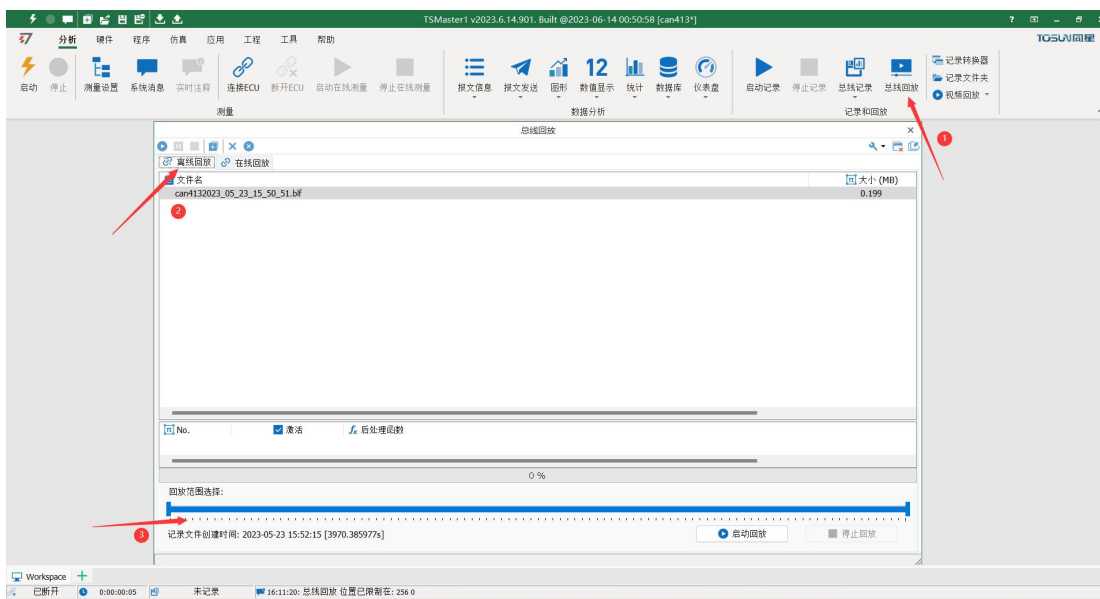 TSMaster1 v2023.6.14.901. Built @2023-06-14 00:50:58 [can413*]
分析 硬件 程序 仿真 应用 工程 工具 帮助
TOSUN同星
启动 停止 测量设置 系统消息 实时注释 连接ECU 断开ECU 启动在线测量 停止在线测量 报文信息 报文发送 图形 12 数值显示 统计 数据库 仪表盘 启动记录 停止记录 总线记录 总线回放
记录转换器
记录文件夹
视频回放
测量 数据分析 记录和回放
总线回放
1
离线回放 在线回放
文件名 大小 (MB)
can4132023_05_23_15_50_51.blf 0.199
2
No. 激活 后处理函数
0 %
回放范围选择:
3
记录文件创建时间: 2023-05-23 15:52:15 [3970.385977s] 启动回放 停止回放
Workspace
已断开 0:00:00:05 未记录 16:11:20: 总线回放 位置已限制在: 256 0